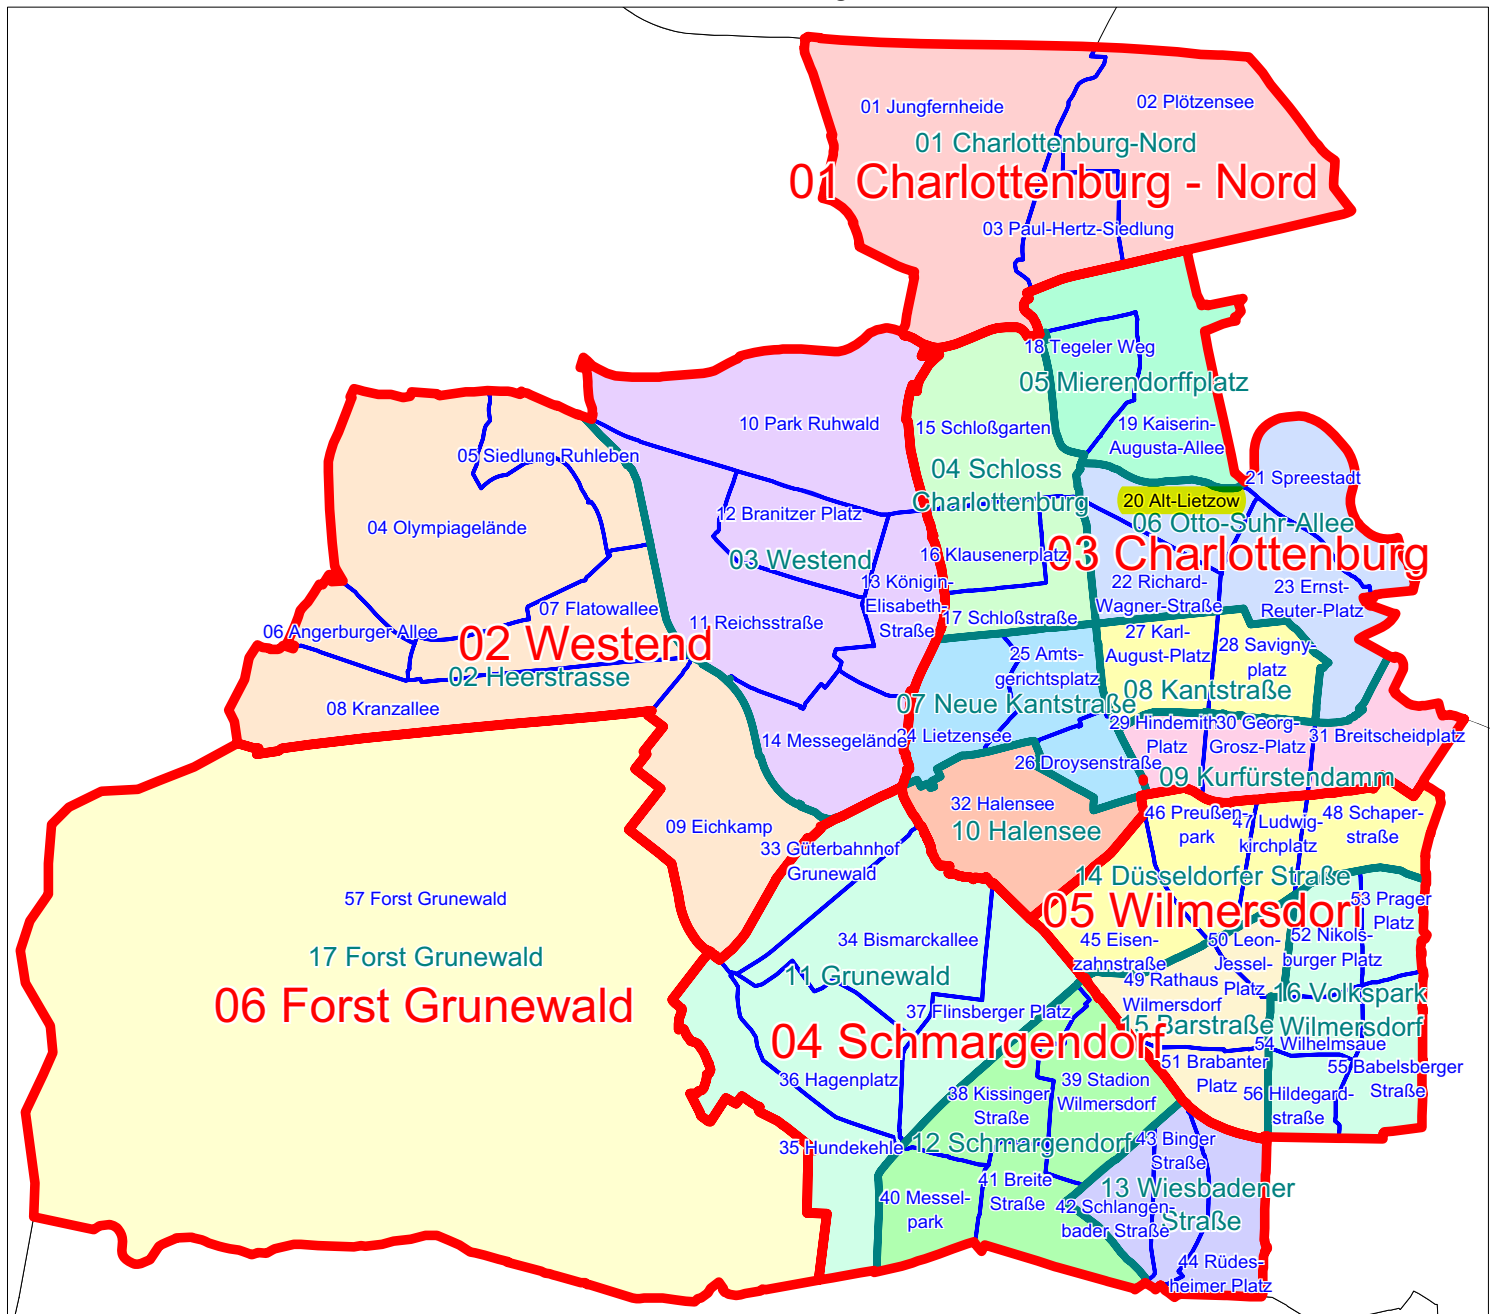 01 Jungfernheide
02 Plötzensee
01 Charlottenburg-Nord
01 Charlottenburg - Nord
03 Paul-Hertz-Siedlung
18 Tegeler Weg
05 Mierendorffplatz
10 Park Ruhwald
15 Schloßgarten
19 Kaiserin-
Augusta-Allee
05 Siedlung Ruhleben
04 Schloss
Charlottenburg
21 Spreestadt
20 Alt-Lietzow
04 Olympiagelände
12 Branitzer Platz
06 Otto-Suhr-Allee
03 Westend
16 Klausenerplatz
03 Charlottenburg
13 Königin-
Elisabeth-
Straße
22 Richard-
Wagner-Straße
23 Ernst-
Reuter-Platz
07 Flatowallee
11 Reichsstraße
17 Schloßstraße
06 Angerburger Allee
02 Westend
02 Heerstrasse
27 Karl-
August-Platz
28 Savigny-
platz
25 Amts-
gerichtsplatz
08 Kantstraße
07 Neue Kantstraße
08 Kranzallee
14 Messegelände
24 Lietzensee
29 Hindemith
Platz
30 Georg-
Grosz-Platz
31 Breitscheidplatz
26 Droysenstraße
09 Kurfürstendamm
32 Halensee
10 Halensee
09 Eichkamp
33 Güterbahnhof
Grunewald
46 Preußen-
park
47 Ludwig-
kirchplatz
48 Schaper-
straße
14 Düsseldorfer Straße
05 Wilmersdorf
57 Forst Grunewald
17 Forst Grunewald
06 Forst Grunewald
34 Bismarckallee
11 Grunewald
45 Eisen-
zahnstraße
50 Leon-
Jessel-
Platz
52 Nikols-
burger Platz
53 Prager
Platz
49 Rathaus
Wilmersdorf
16 Volkspark
Wilmersdorf
37 Flinsberger Platz
15 Barstraße
04 Schmargendorf
54 Wilhelmsaue
51 Brabanter
Platz
55 Babelsberger
Straße
36 Hagenplatz
38 Kissinger
Straße
39 Stadion
Wilmersdorf
56 Hildegard-
straße
35 Hundekehle
12 Schmargendorf
43 Binger
Straße
40 Messel-
park
41 Breite
Straße
13 Wiesbadener
Straße
42 Schlangen-
bader Straße
44 Rüdes-
heimer Platz